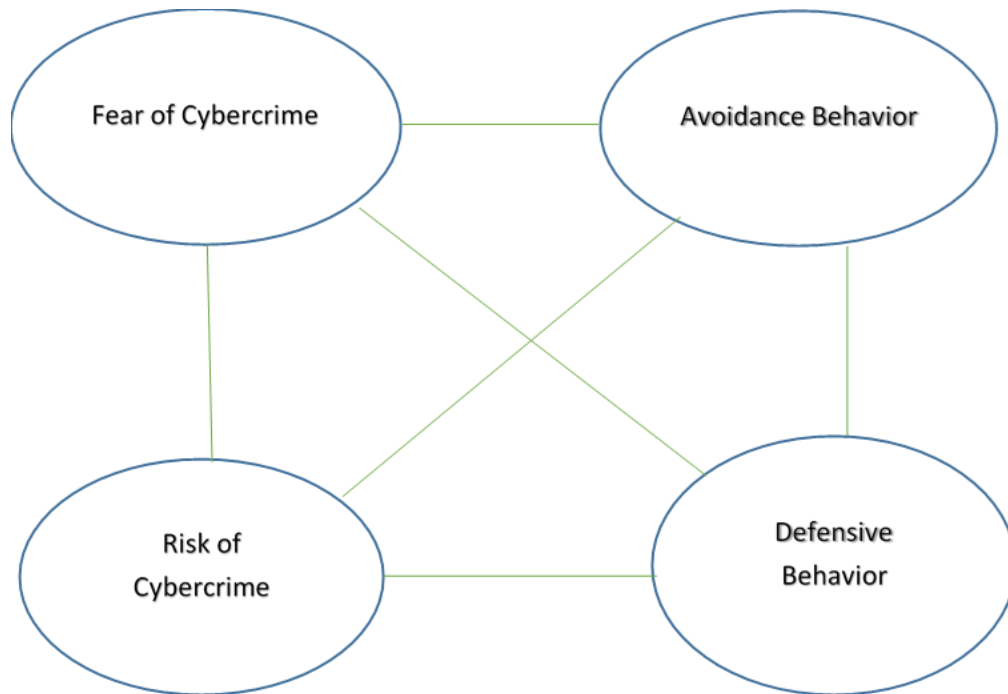 Fear of Cybercrime
Avoidance Behavior
Risk of
Cybercrime
Defensive
Behavior